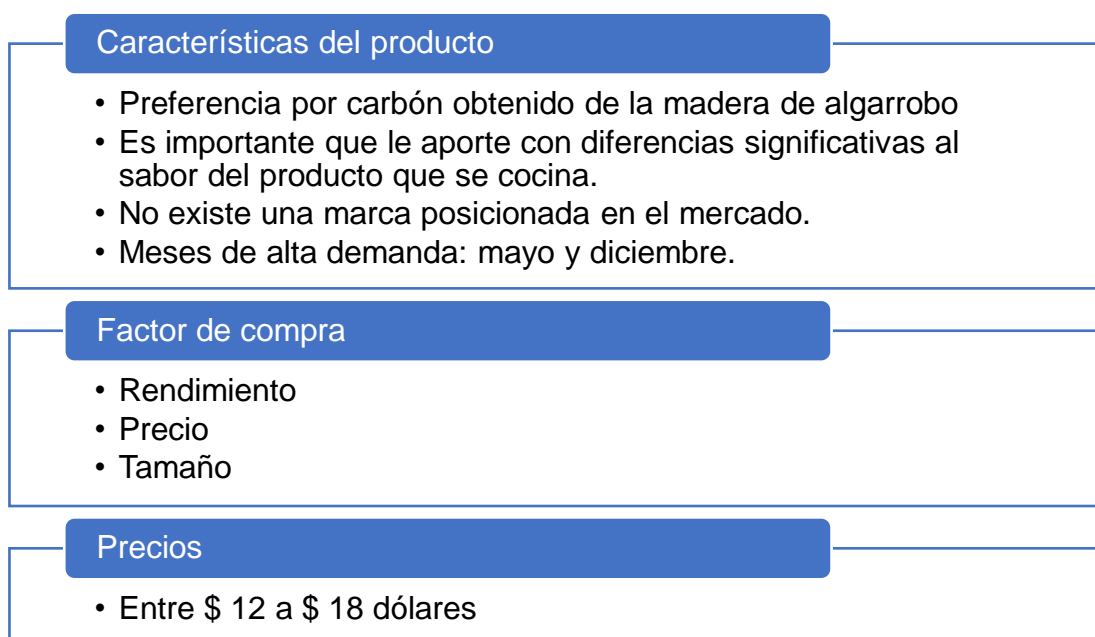 Características del producto
• Preferencia por carbón obtenido de la madera de algarrobo
• Es importante que le aporte con diferencias significativas al
sabor del producto que se cocina.
• No existe una marca posicionada en el mercado.
• Meses de alta demanda: mayo y diciembre.
Factor de compra
• Rendimiento
• Precio
• Tamaño
Precios
• Entre $ 12 a $ 18 dólares